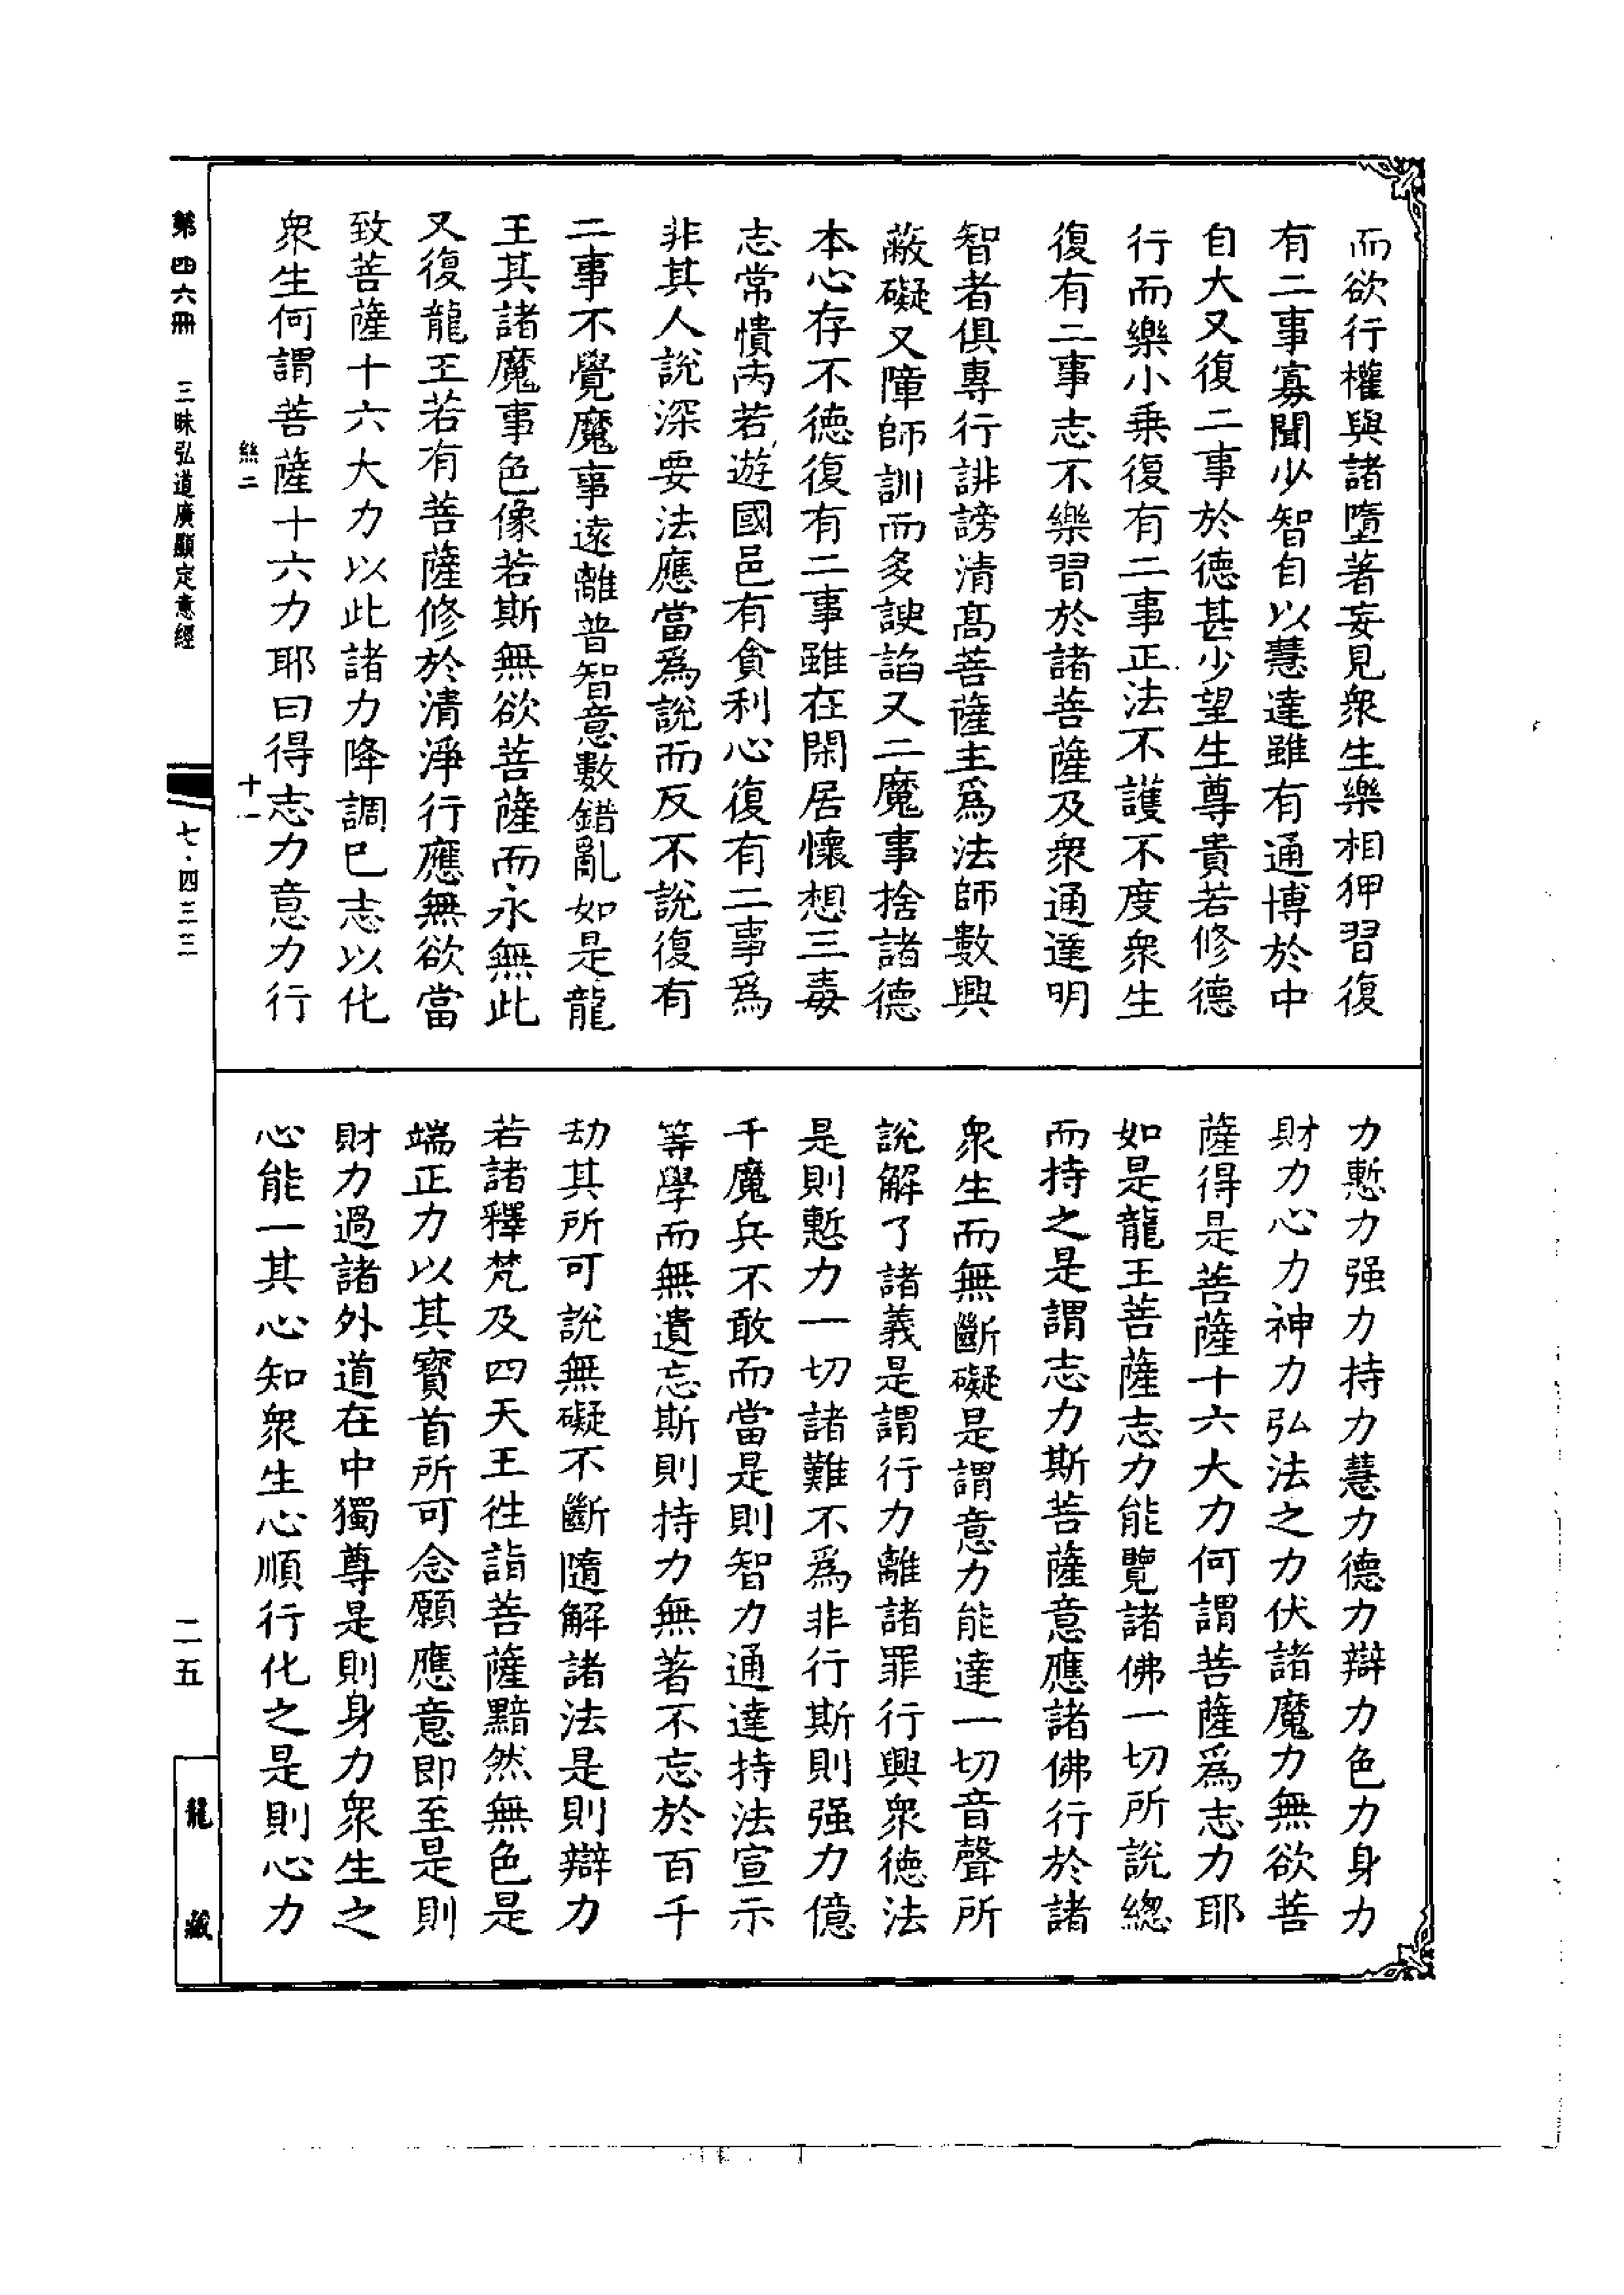 而欲行權與諸墮著妄見衆生樂相狎習復
有二事寡聞少智自以慧達雖有通博於中
自大又復二事於德甚少望生尊貴若修德
行而樂小乗復有二事正法不護不度衆生
復有二事志不樂習於諸菩薩及衆通達明
智者俱專行誹謗清髙菩薩主爲法師數興
蔽礙又障師訓而多諛諂又二魔事捨諸德
本心存不德復有二事雖在閑居懷想三毒
志常憒丙若遊國邑有貪利心復有二事爲
非其人說深要法應當爲說而反不說復有
二事不覺魔事逺離普智意數錯亂如是龍
王其諸魔事色像若斯無欲菩薩而永無此
又復龍王若有菩薩修於清淨行應無欲當
致菩薩十六大力以此諸力降調已志以化
衆生何謂菩薩十六力耶曰得志力意力行
力慙力强力持力慧力德力辯力色力身力
財力心力神力弘法之力伏諸魔力無欲菩
薩得是菩薩十六大力何謂菩薩爲志力耶
如是龍王菩薩志力能覽諸佛一切所說總
而持之是謂志力斯菩薩意應諸佛行於諸
衆生而無斷礙是謂意力能達一切音聲所
說解了諸義是謂行力離諸罪行興衆德法
是則慙力一切諸難不爲非行斯則强力億
千魔兵不敢而當是則智力通達持法宣示
等學而無遺忘斯則持力無著不忘於百千
劫其所可說無礙不斷隨解諸法是則辯力
若諸釋梵及四天王徃詣菩薩黯然無色是
端正力以其寳首所可念願應意即至是則
財力過諸外道在中獨尊是則身力衆生之
心能一其心知衆生心順行化之是則心力
絲二
十一
第四六冊
三昧弘道廣顯定意經
七·四三三
二五
龍藏